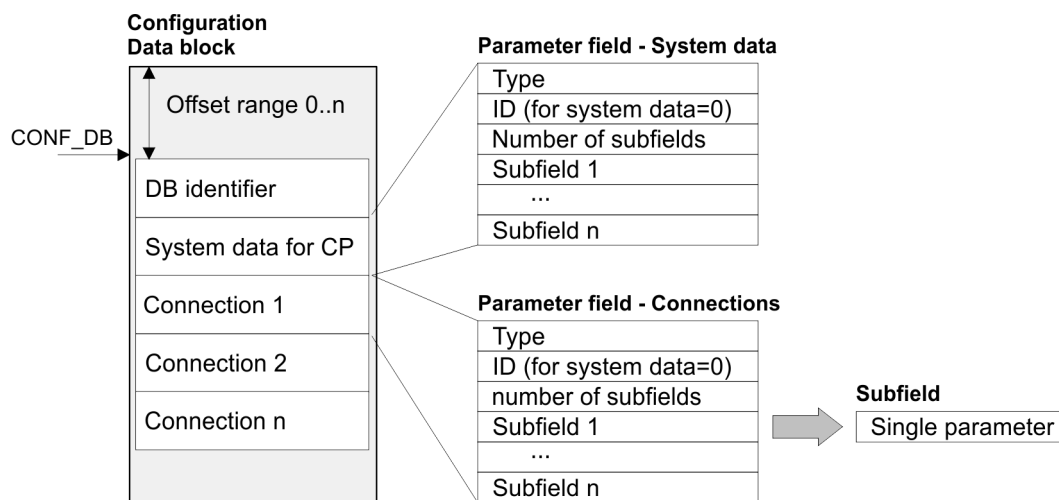 Configuration
Data block
Offset range 0..n
CONF_DB
DB identifier
System data for CP
Connection 1
Connection 2
Connection n
Parameter field - System data
Type
ID (for system data=0)
Number of subfields
Subfield 1
...
Subfield n
Parameter field - Connections
Type
ID (for system data=0)
number of subfields
Subfield 1
...
Subfield n
Subfield
Single parameter